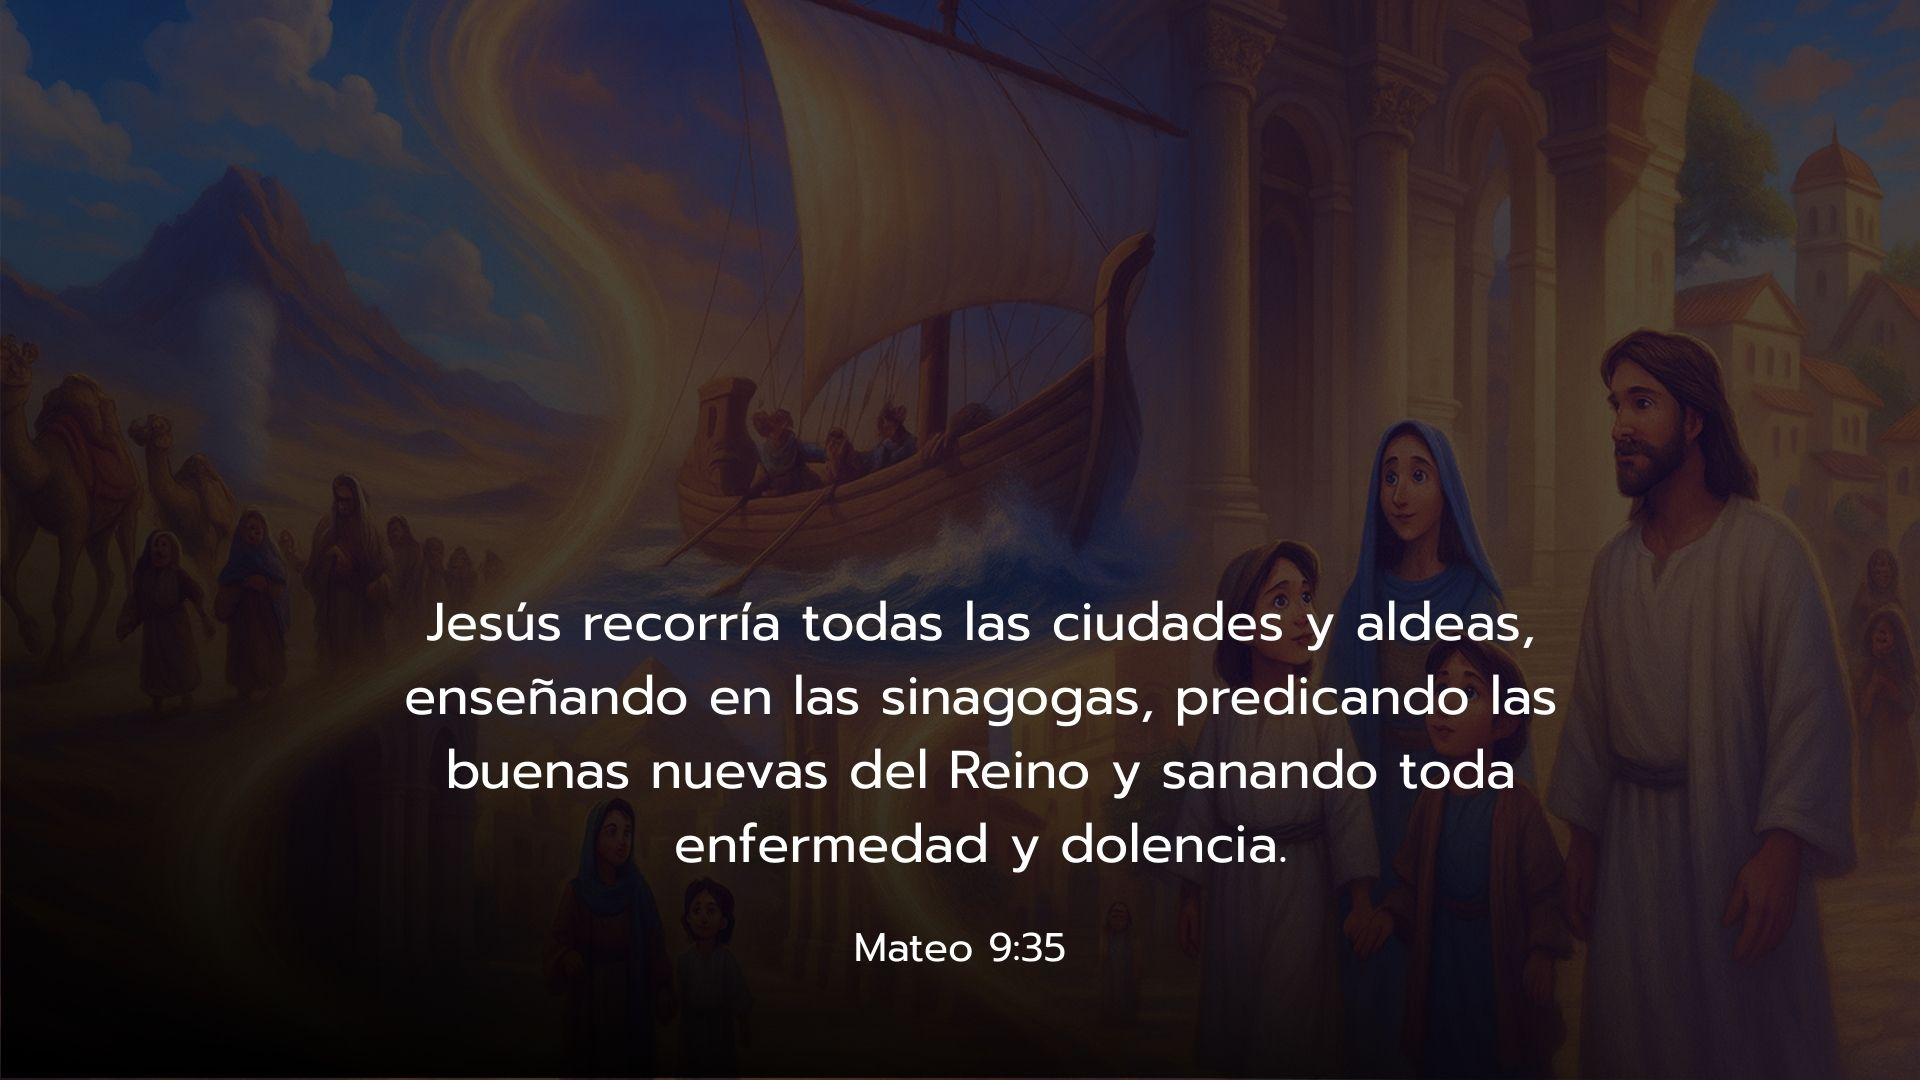 Jesús recorría todas las ciudades y aldeas,
enseñando en las sinagogas, predicando las
buenas nuevas del Reino y sanando toda
enfermedad y dolencia.
Mateo 9:35